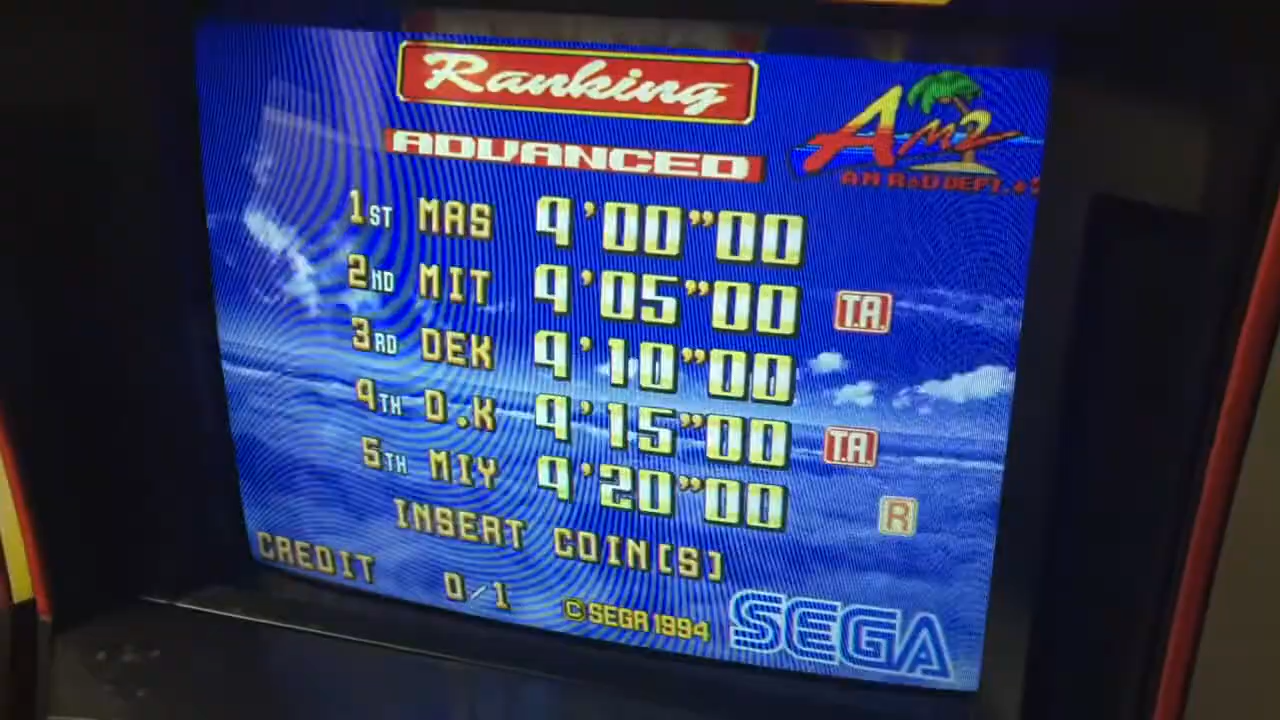 Ranking
ADVANCED
AM2
AM R&D DEPT.#2
1ST MAS 4'00"00
2ND MIT 4'05"00 T.A.
3RD DEK 4'10"00
4TH O.K 4'15"00 T.A.
5TH MIY 4'20"00 R
INSERT COIN(S)
CREDIT 0/1
© SEGA 1994
SEGA